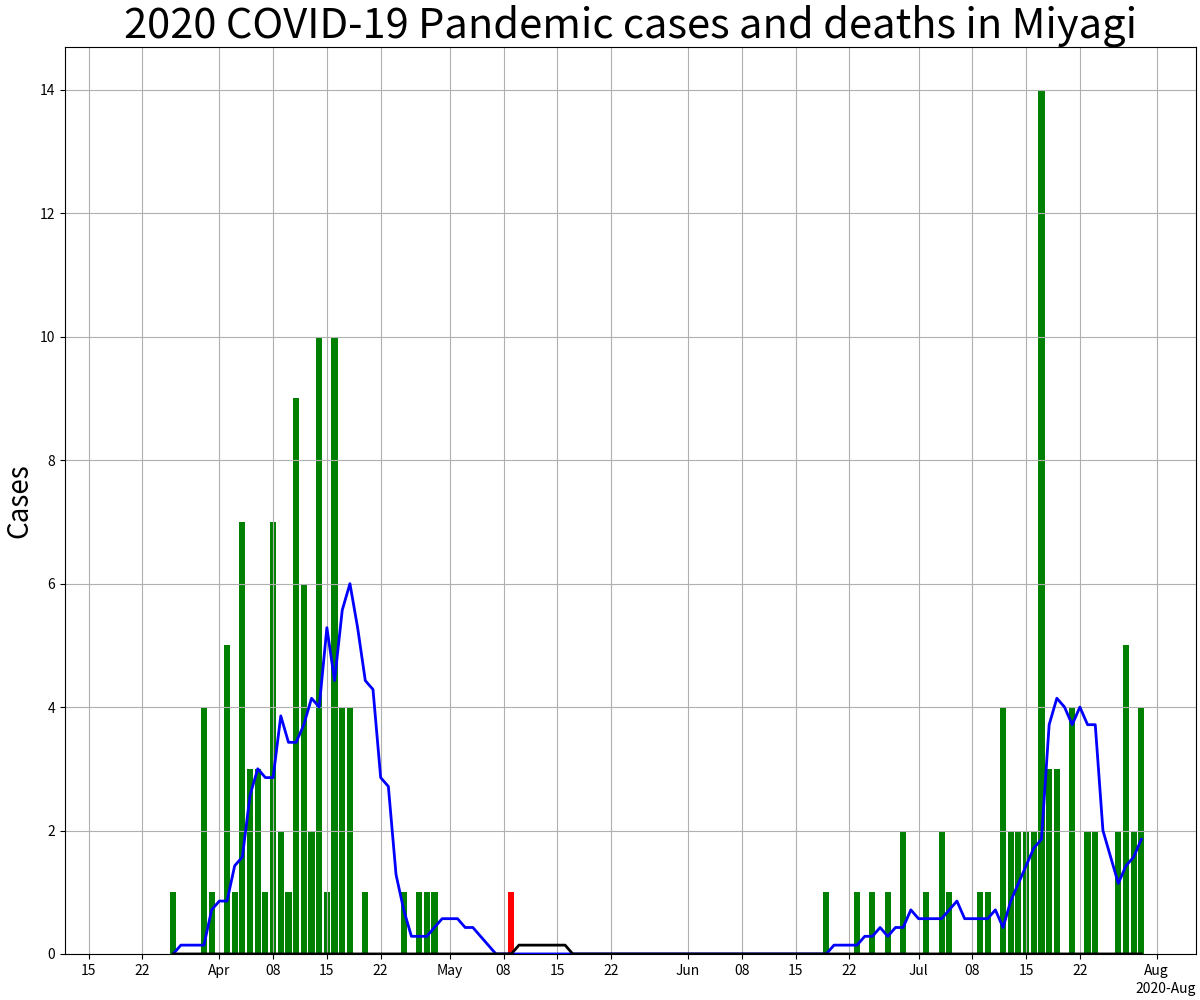 2020 COVID-19 Pandemic cases and deaths in Miyagi
Cases
14
12
10
8
6
4
2
0
15 22 Apr 08 15 22 May 08 15 22 Jun 08 15 22 Jul 08 15 22 Aug
2020-Aug